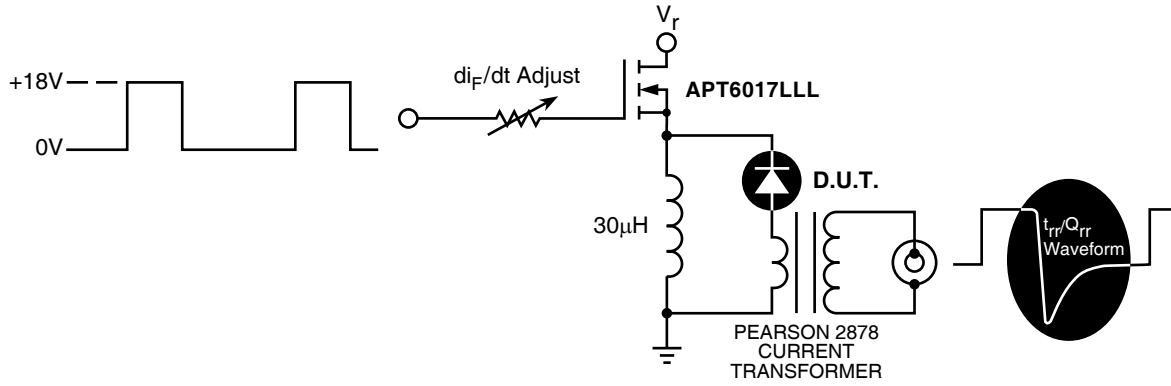 V_r
+18V
0V
di_F/dt Adjust
APT6017LLL
D.U.T.
30μH
t_rr/Q_rr
Waveform
PEARSON 2878
CURRENT
TRANSFORMER